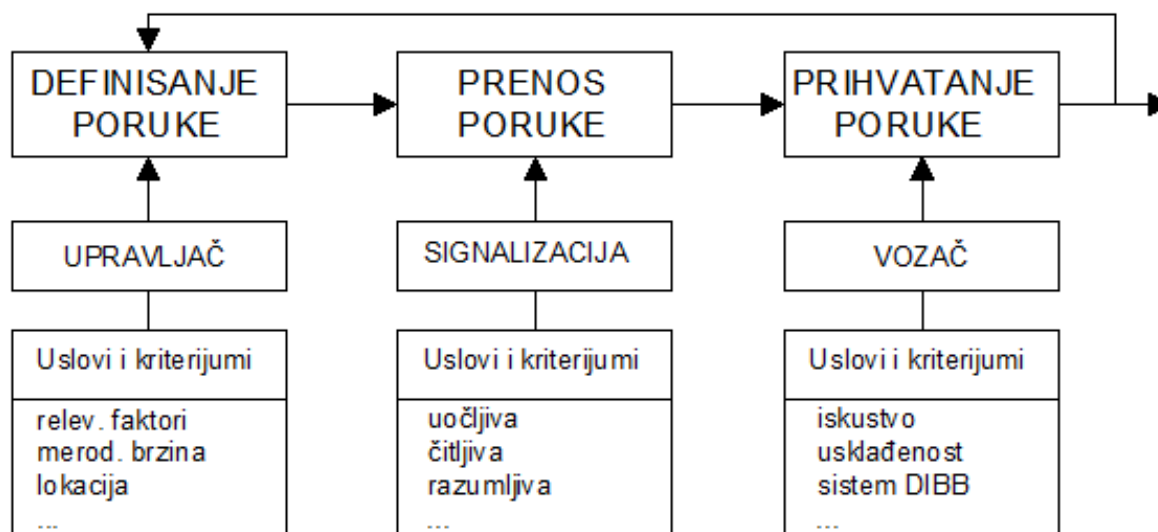 DEFINISANJE
PORUKE
PRENOS
PORUKE
PRIHVATANJE
PORUKE
UPRAVLJAČ
SIGNALIZACIJA
VOZAČ
Uslovi i kriterijumi
relev. faktori
merod. brzina
lokacija
...
Uslovi i kriterijumi
uočljiva
čitljiva
razumljiva
...
Uslovi i kriterijumi
iskustvo
usklađenost
sistem DIBB
...